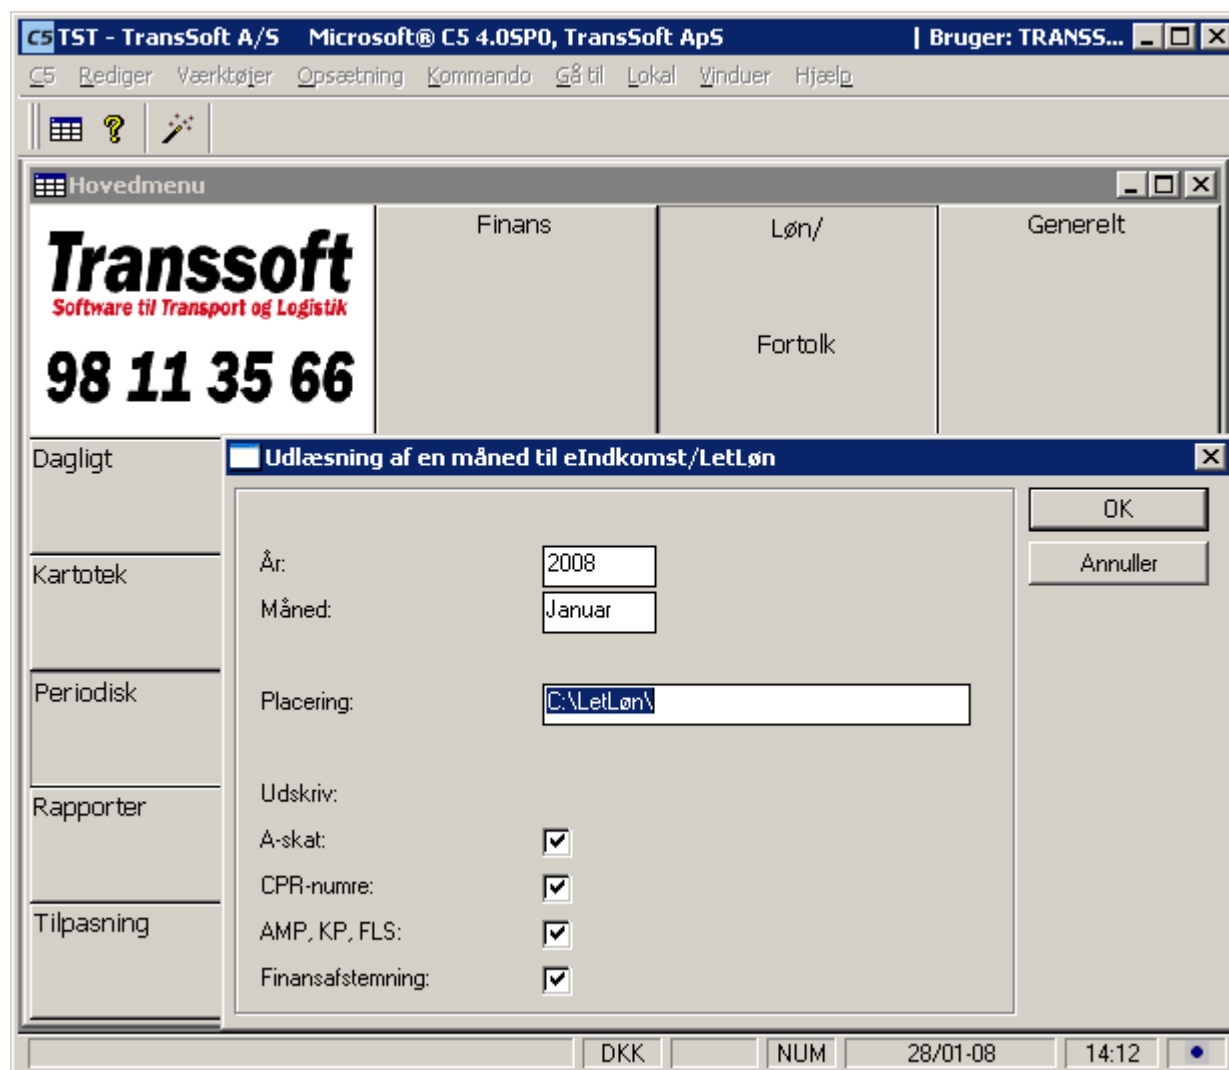 C5 TST - TransSoft A/S Microsoft® C5 4.0SP0, TransSoft ApS | Bruger: TRANSS...
C5 Rediger Værktøjer Opsætning Kommando Gå til Lokal Vinduer Hjælp
Hovedmenu
Transsoft
Software til Transport og Logistik
98 11 35 66
Finans
Løn/
Fortolk
Generelt
Dagligt
Kartotek
Periodisk
Rapporter
Tilpasning
Udlæsning af en måned til eIndkomst/LetLøn
År: 2008
Måned: Januar
Placering: C:\LetLøn\
Udskriv:
A-skat:
CPR-numre:
AMP, KP, FLS:
Finansafstemning:
OK
Annuller
DKK NUM 28/01-08 14:12